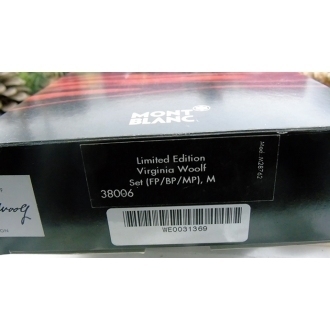 MONT
BLANC
Limited Edition
Virginia Woolf
Set (FP/BP/MP), M
38006
WE0031369